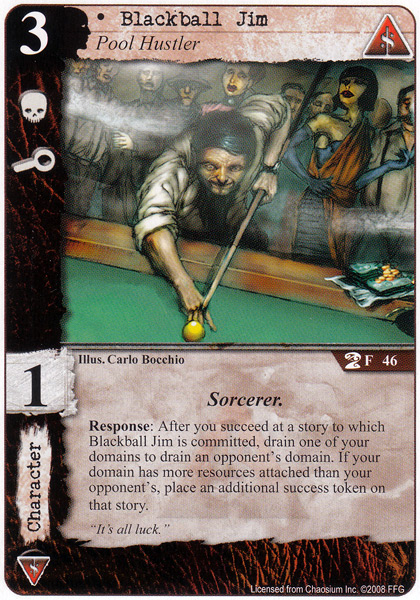 3
• Blackball Jim
Pool Hustler
Illus. Carlo Bocchio
F 46
1
Character
Sorcerer.
Response: After you succeed at a story to which
Blackball Jim is committed, drain one of your
domains to drain an opponent's domain. If your
domain has more resources attached than your
opponent's, place an additional success token on
that story.
"It's all luck."
Licensed from Chaosium Inc. ©2008 FFG